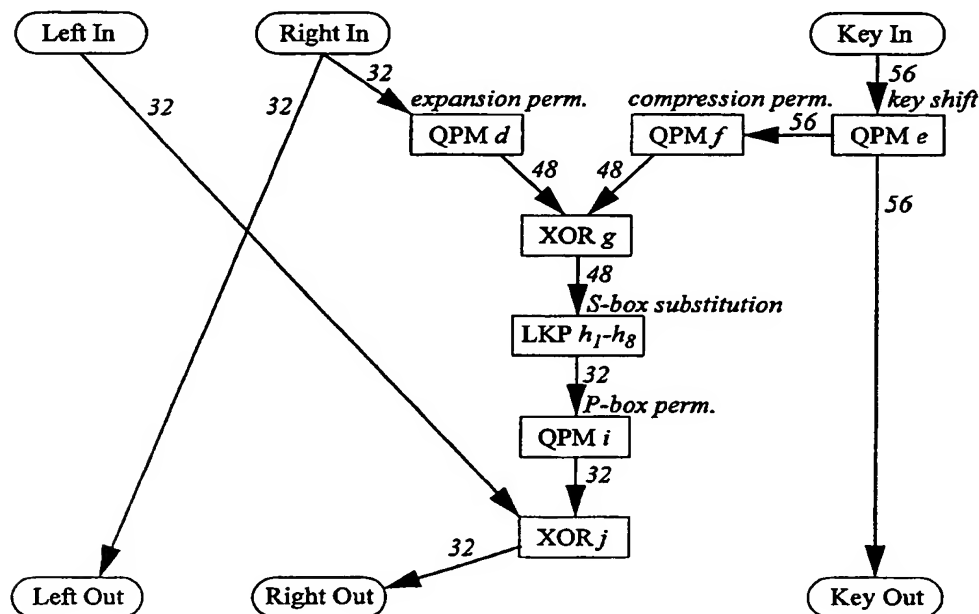 Left In
Right In
Key In
32
32
32
56
expansion perm.
compression perm.
key shift
QPM d
QPM f
56
QPM e
48
48
56
XOR g
48
S-box substitution
LKP h1-h8
32
P-box perm.
QPM i
32
XOR j
32
Left Out
Right Out
Key Out